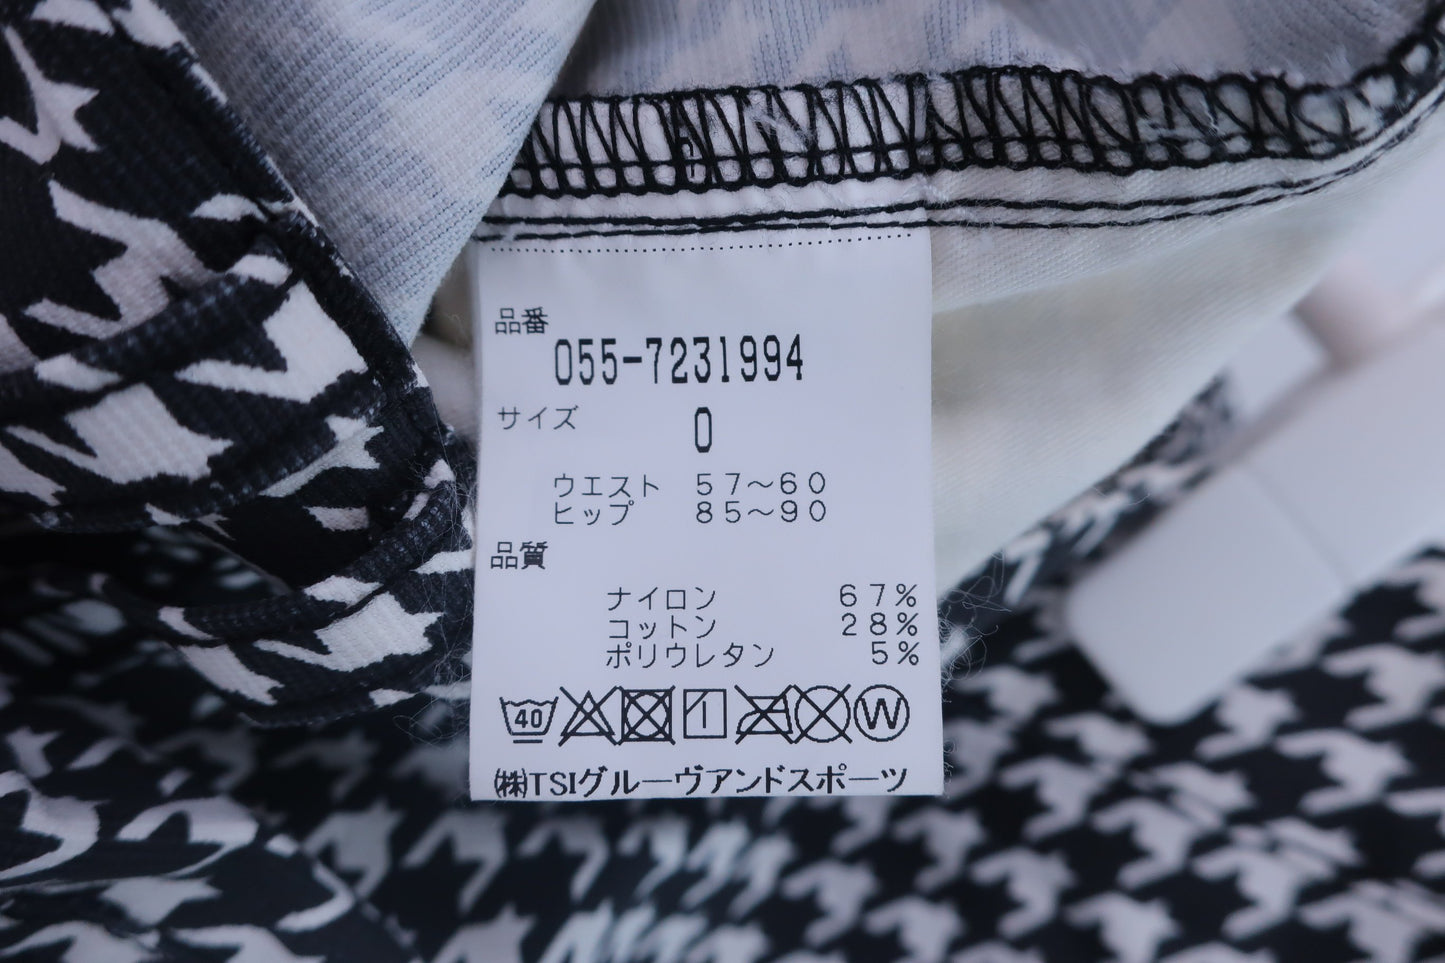 品番
055-7231994
サイズ 0
ウエスト 57～60
ヒップ 85～90
品質
ナイロン 67%
コットン 28%
ポリウレタン 5%
40 W
㈱TSIグルーヴアンドスポーツ